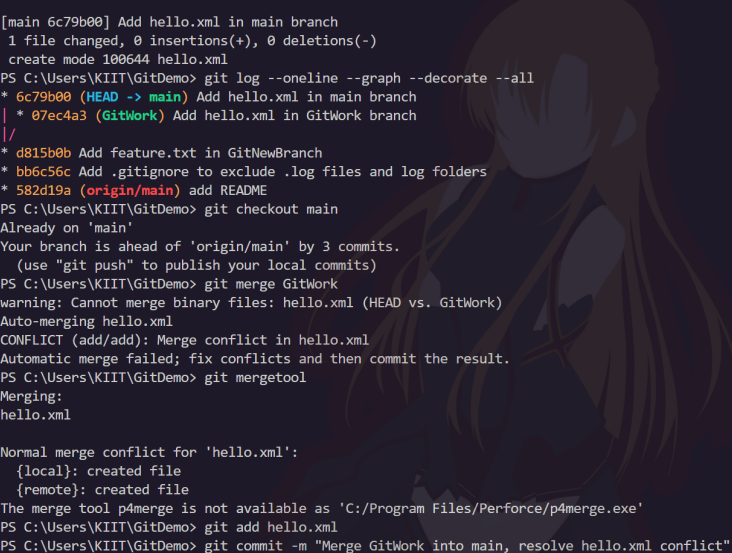 [main 6c79b00] Add hello.xml in main branch
 1 file changed, 0 insertions(+), 0 deletions(-)
 create mode 100644 hello.xml
PS C:\Users\KIIT\GitDemo> git log --oneline --graph --decorate --all
* 6c79b00 (HEAD -> main) Add hello.xml in main branch
| * 07ec4a3 (GitWork) Add hello.xml in GitWork branch
|/
* d815b0b Add feature.txt in GitNewBranch
* bb6c56c Add .gitignore to exclude .log files and log folders
* 582d19a (origin/main) add README
PS C:\Users\KIIT\GitDemo> git checkout main
Already on 'main'
Your branch is ahead of 'origin/main' by 3 commits.
  (use "git push" to publish your local commits)
PS C:\Users\KIIT\GitDemo> git merge GitWork
warning: Cannot merge binary files: hello.xml (HEAD vs. GitWork)
Auto-merging hello.xml
CONFLICT (add/add): Merge conflict in hello.xml
Automatic merge failed; fix conflicts and then commit the result.
PS C:\Users\KIIT\GitDemo> git mergetool
Merging:
hello.xml

Normal merge conflict for 'hello.xml':
  {local}: created file
  {remote}: created file
The merge tool p4merge is not available as 'C:/Program Files/Perforce/p4merge.exe'
PS C:\Users\KIIT\GitDemo> git add hello.xml
PS C:\Users\KIIT\GitDemo> git commit -m "Merge GitWork into main, resolve hello.xml conflict"